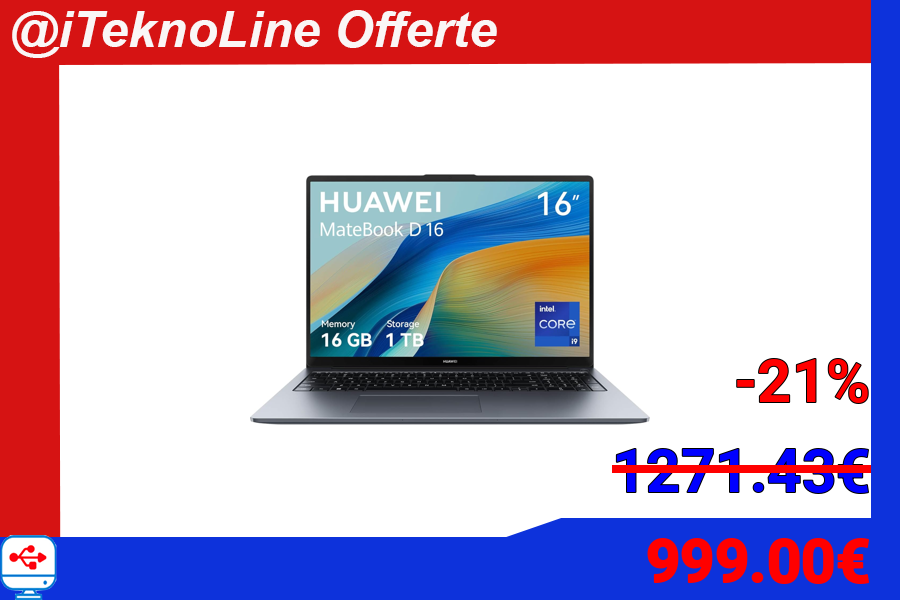 @iTeknoLine Offerte
HUAWEI
16″
MateBook D 16
Memory
Storage
16 GB
1 TB
intel.
CORE
i9
HUAWEI
-21%
1271.43€
999.00€